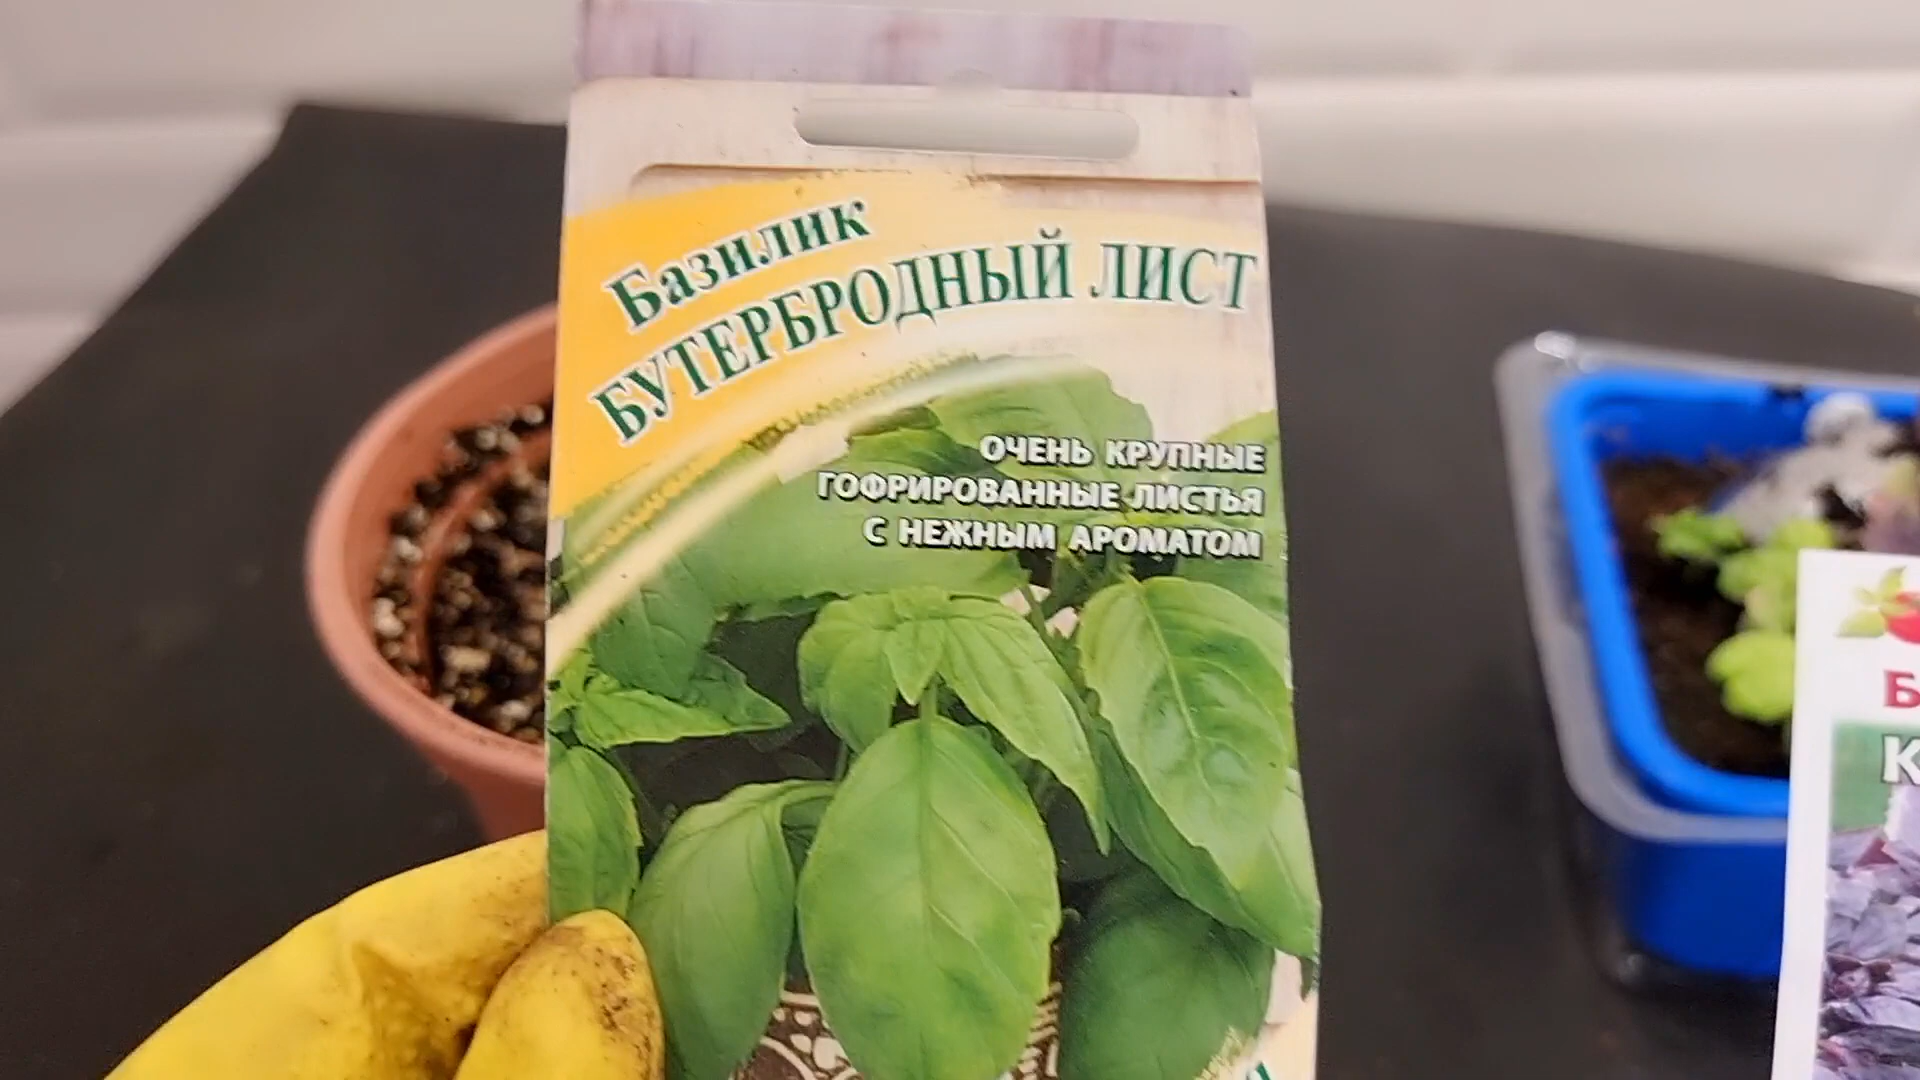 Базилик
БУТЕРБРОДНЫЙ ЛИСТ
ОЧЕНЬ КРУПНЫЕ
ГОФРИРОВАННЫЕ ЛИСТЬЯ
С НЕЖНЫМ АРОМАТОМ